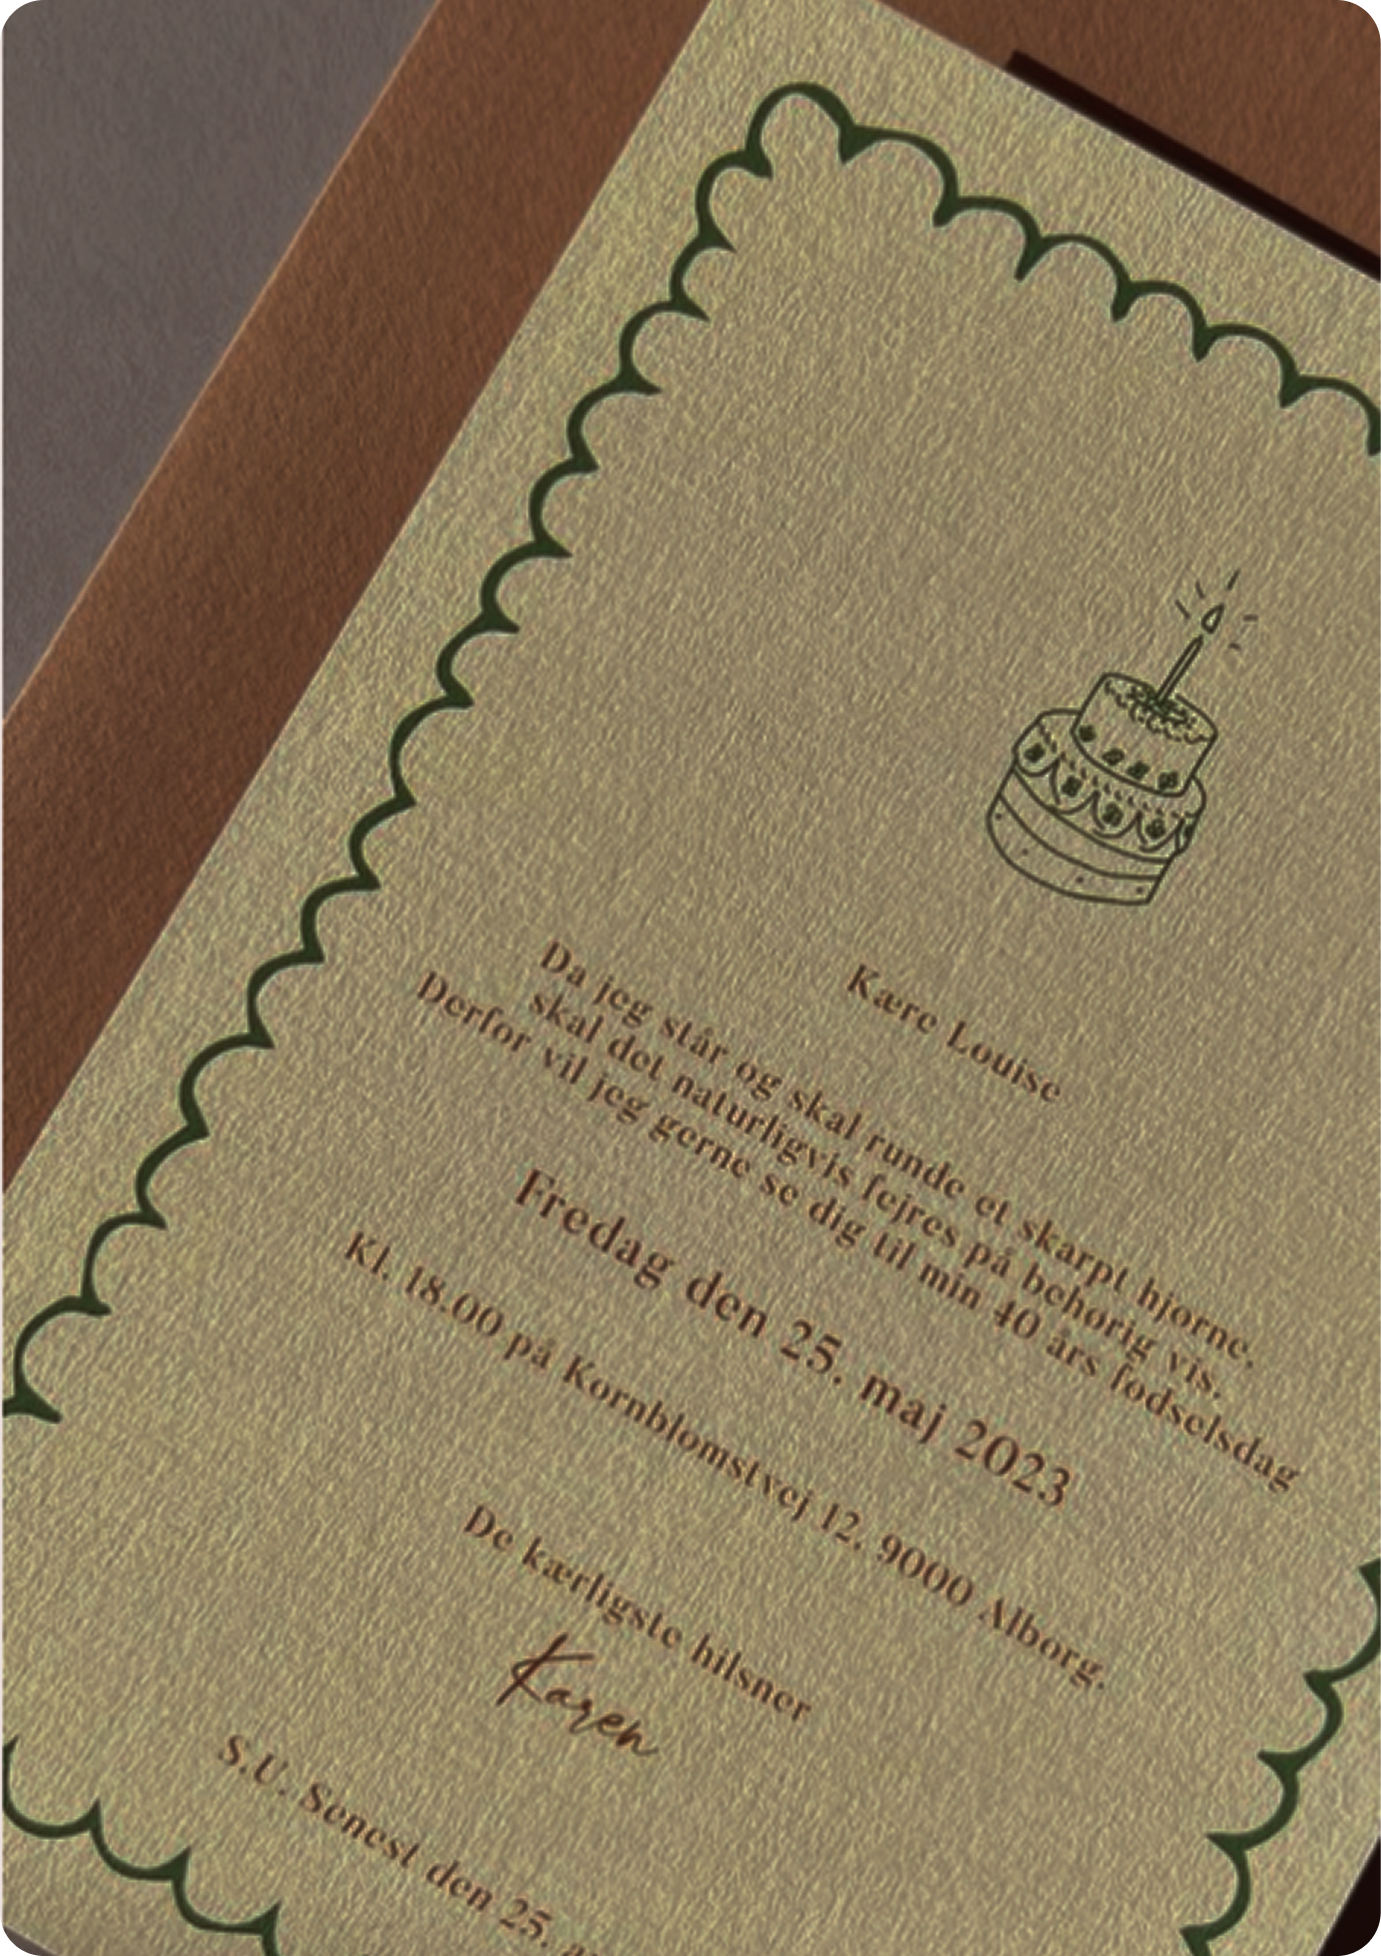 Kære Louise
Da jeg står og skal runde et skarpt hjørne.
skal det naturligvis fejres på behørig vis.
Derfor vil jeg gerne se dig til min 40 års fødselsdag
Fredag den 25. maj 2023
Kl. 18.00 på Kornblomstvej 12. 9000 Alborg.
De kærligste hilsner
Karen
S.U. Senest den 25.